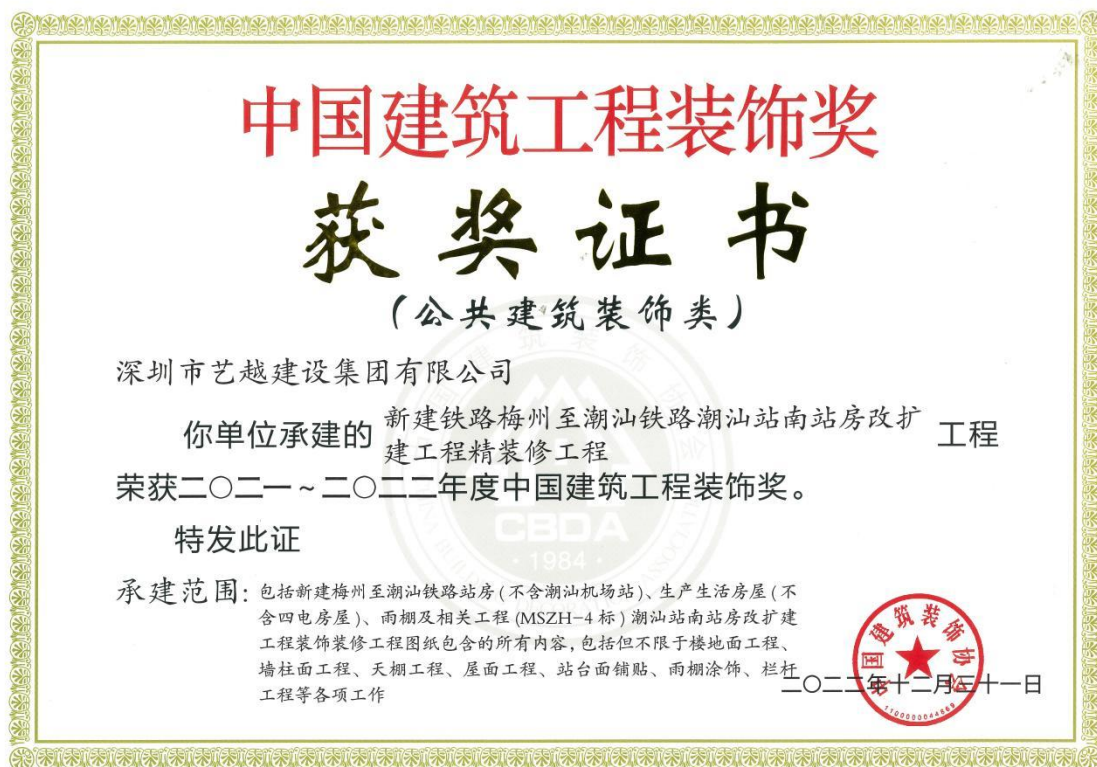 中国建筑工程装饰奖
获奖证书
(公共建筑装饰类)
深圳市艺越建设集团有限公司
你单位承建的 新建铁路梅州至潮汕铁路潮汕站南站房改扩 工程
建工程精装修工程
荣获二〇二一~二〇二二年度中国建筑工程装饰奖。
特发此证
承建范围: 包括新建梅州至潮汕铁路站房(不含潮汕机场站)、生产生活房屋(不
含四电房屋)、雨棚及相关工程(MSZH-4标)潮汕站南站房改扩建
工程装饰装修工程图纸包含的所有内容,包括但不限于楼地面工程、
墙柱面工程、天棚工程、屋面工程、站台面铺贴、雨棚涂饰、栏杆
工程等各项工作
二〇二二年十二月三十一日
中国建筑装饰协会
CBDA
·1984·